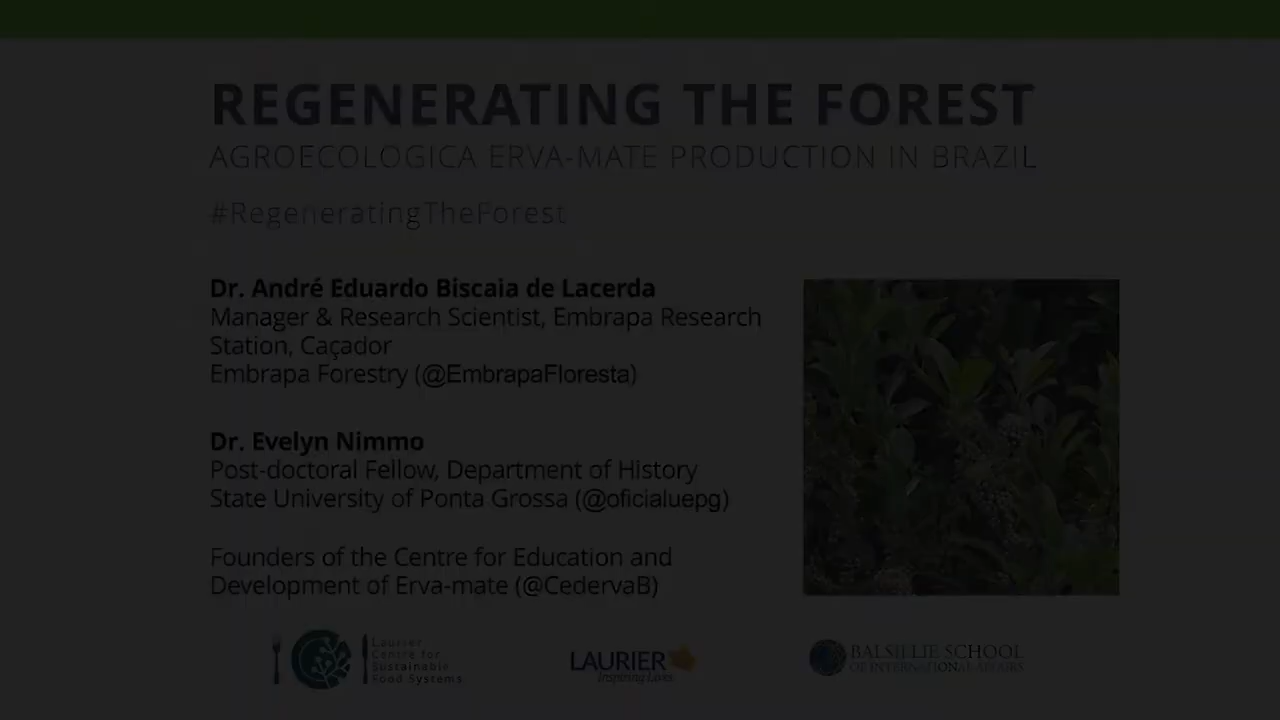 REGENERATING THE FOREST
AGROECOLOGICA ERVA-MATE PRODUCTION IN BRAZIL
#RegeneratingTheForest
Dr. André Eduardo Biscaia de Lacerda
Manager & Research Scientist, Embrapa Research
Station, Caçador
Embrapa Forestry (@EmbrapaFloresta)
Dr. Evelyn Nimmo
Post-doctoral Fellow, Department of History
State University of Ponta Grossa (@oficialuepg)
Founders of the Centre for Education and
Development of Erva-mate (@CedervaB)
Laurier
Centre for
Sustainable
Food Systems
LAURIER
Inspiring Lives.
BALSILLIE SCHOOL
OF INTERNATIONAL AFFAIRS